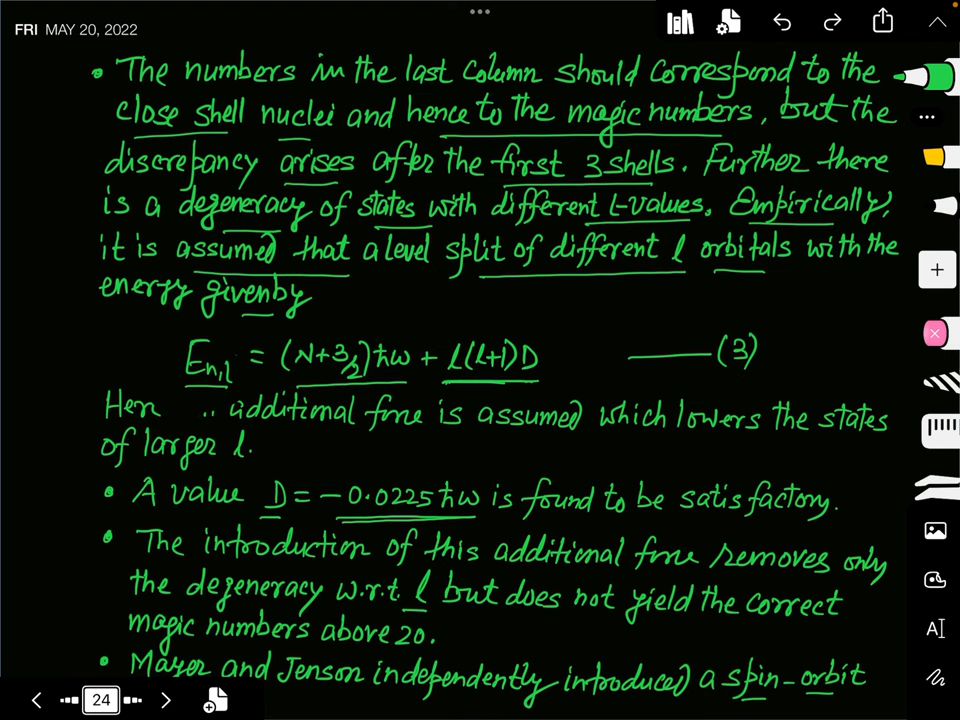 FRI MAY 20, 2022
• The numbers in the last column should correspond to the
close shell nuclei and hence to the magic numbers, but the
discrepancy arises after the first 3 shells. Further there
is a degeneracy of states with different l-values. Empirically,
it is assumed that a level split of different l orbitals with the
energy given by
En,l = (N+3/2)ħω + l(l+1)D ——— (3)
Here .. additional force is assumed which lowers the states
of larger l.
• A value D = -0.0225ħω is found to be satisfactory.
• The introduction of this additional force removes only
the degeneracy w.r.t. l but does not yield the correct
magic numbers above 20.
• Mayer and Jenson independently introduced a spin-orbit
24